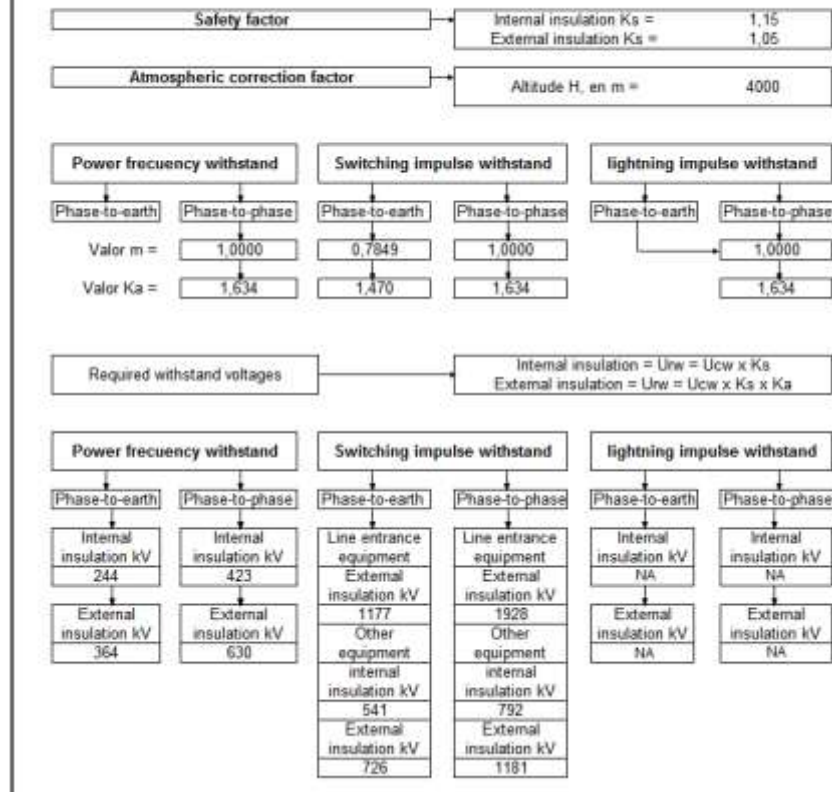 Safety factor
Internal insulation Ks = 1,15
External insulation Ks = 1,05
Atmospheric correction factor
Altitude H, en m = 4000
Power frecuency withstand
Switching impulse withstand
lightning impulse withstand
Phase-to-earth Phase-to-phase Phase-to-earth Phase-to-phase Phase-to-earth Phase-to-phase
Valor m = 1,0000 0,7849 1,0000 1,0000
Valor Ka = 1,634 1,470 1,634 1,634
Required withstand voltages
Internal insulation = Urw = Ucw x Ks
External insulation = Urw = Ucw x Ks x Ka
Power frecuency withstand
Switching impulse withstand
lightning impulse withstand
Phase-to-earth Phase-to-phase Phase-to-earth Phase-to-phase Phase-to-earth Phase-to-phase
Internal
insulation kV
244
External
insulation kV
364
Internal
insulation kV
423
External
insulation kV
630
Line entrance
equipment
External
insulation kV
1177
Other
equipment
internal
insulation kV
541
External
insulation kV
726
Line entrance
equipment
External
insulation kV
1928
Other
equipment
internal
insulation kV
792
External
insulation kV
1181
Internal
insulation kV
NA
External
insulation kV
NA
Internal
insulation kV
NA
External
insulation kV
NA